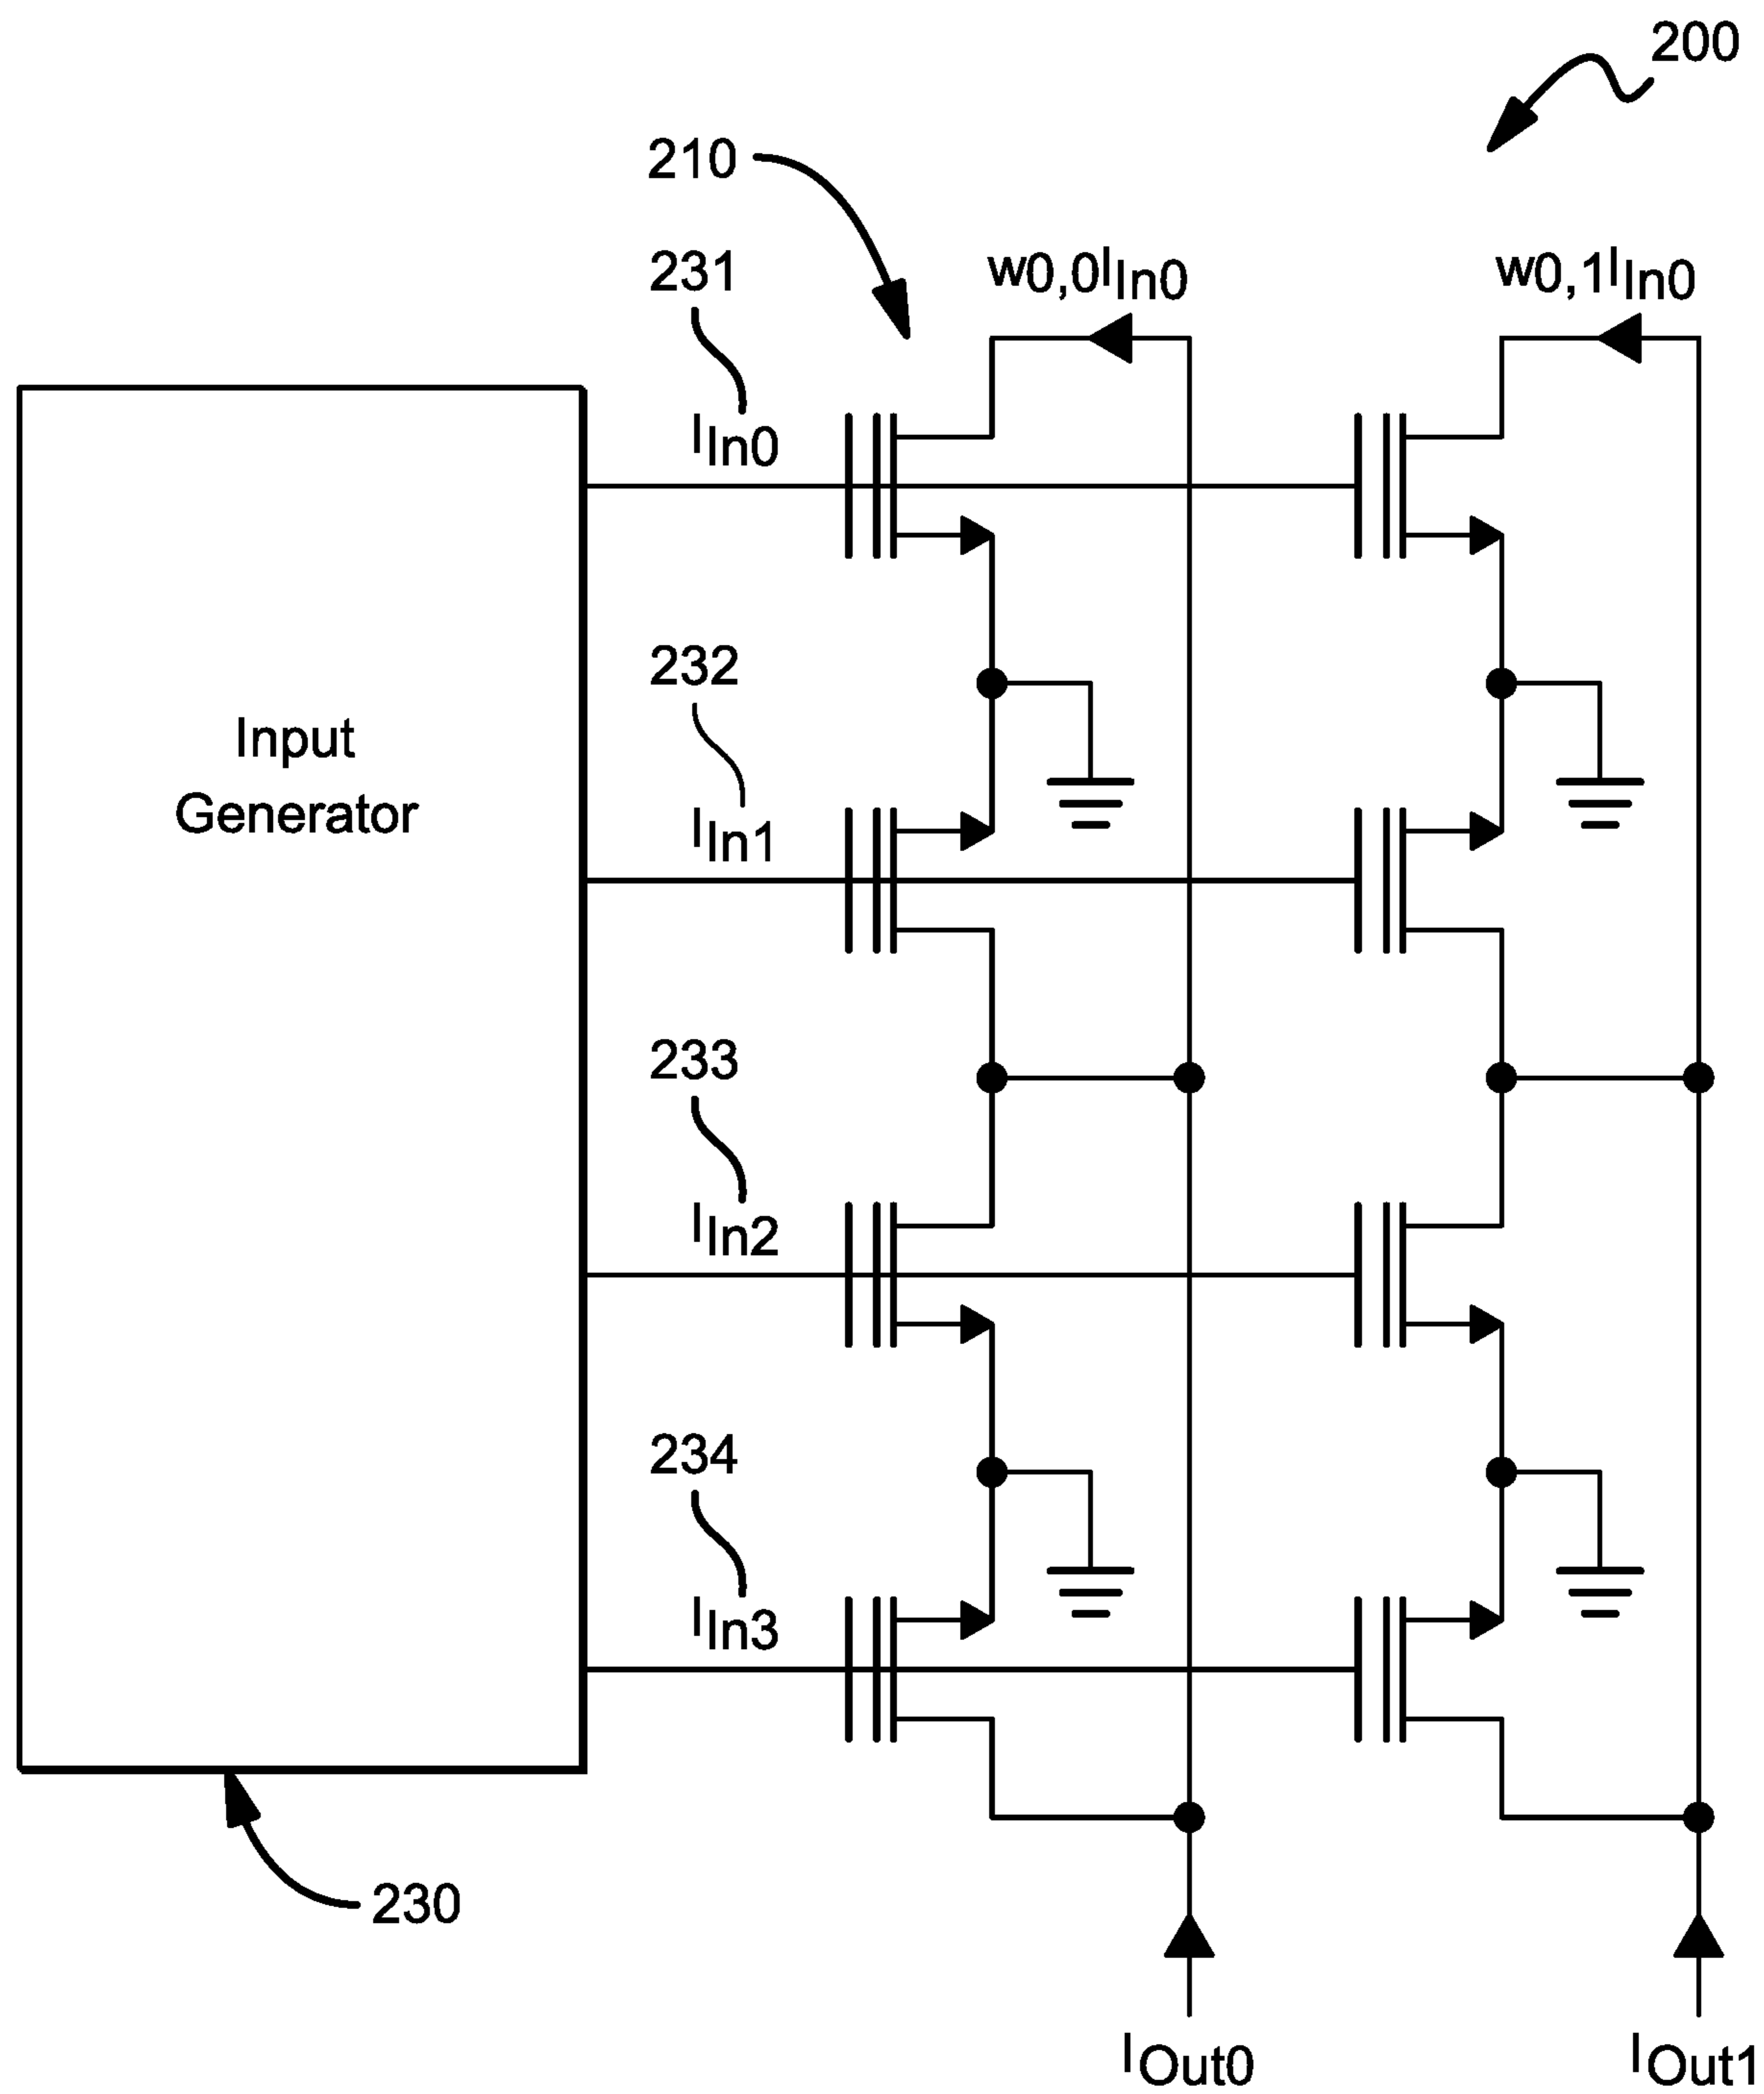 200
210
231
w0,0IIn0
w0,1IIn0
IIn0
232
Input
Generator
IIn1
233
IIn2
234
IIn3
230
IOut0
IOut1